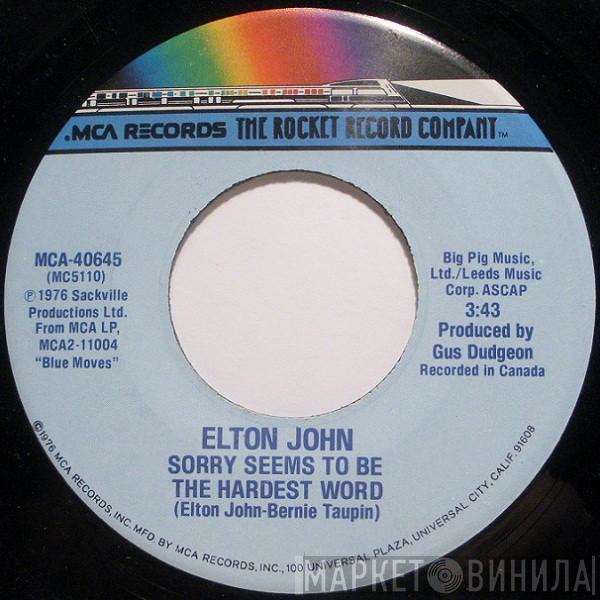 MCA RECORDS THE ROCKET RECORD COMPANY™
MCA-40645
(MC5110)
℗ 1976 Sackville
Productions Ltd.
From MCA LP,
MCA2-11004
"Blue Moves"
Big Pig Music,
Ltd./Leeds Music
Corp. ASCAP
3:43
Produced by
Gus Dudgeon
Recorded in Canada
ELTON JOHN
SORRY SEEMS TO BE
THE HARDEST WORD
(Elton John-Bernie Taupin)
©1976 MCA RECORDS, INC. MFD. BY MCA RECORDS, INC., 100 UNIVERSAL PLAZA, UNIVERSAL CITY, CALIF. 91608
МАРКЕТ ВИНИЛА